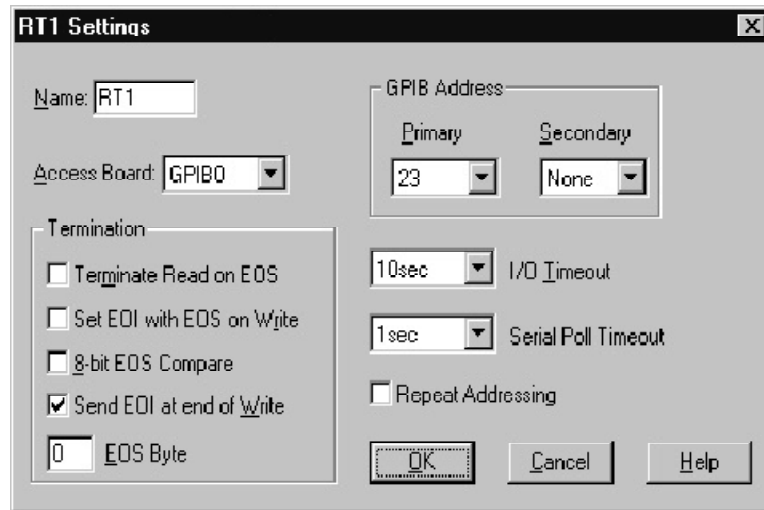 RT1 Settings
Name: RT1
Access Board: GPIB0
Termination
Terminate Read on EOS
Set EOI with EOS on Write
8-bit EOS Compare
Send EOI at end of Write
0 EOS Byte
GPIB Address
Primary Secondary
23 None
10sec I/O Timeout
1sec Serial Poll Timeout
Repeat Addressing
OK Cancel Help